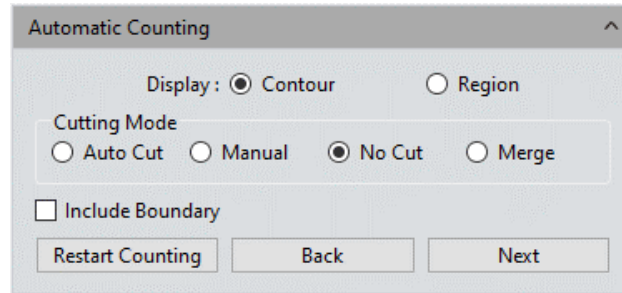 Automatic Counting
Display : Contour Region
Cutting Mode
Auto Cut Manual No Cut Merge
Include Boundary
Restart Counting Back Next